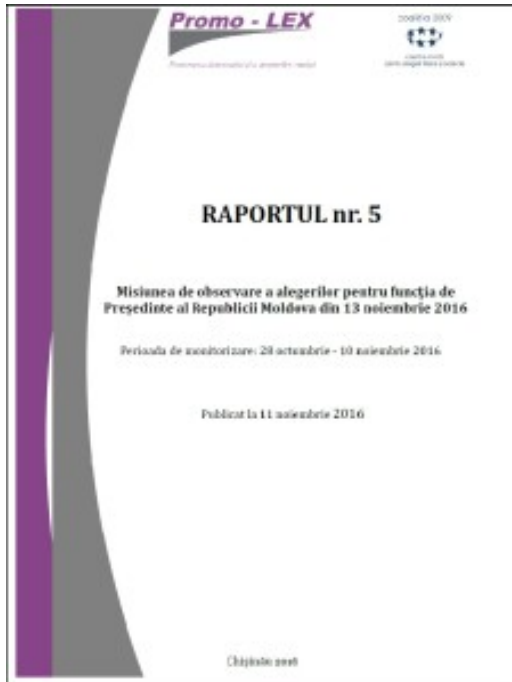 Promo - LEX
RAPORTUL nr. 5
Misiunea de observare a alegerilor pentru funcția de
Președinte al Republicii Moldova din 13 noiembrie 2016
Perioada de monitorizare: 28 octombrie - 10 noiembrie 2016
Publicat la 11 noiembrie 2016
Chișinău 2016